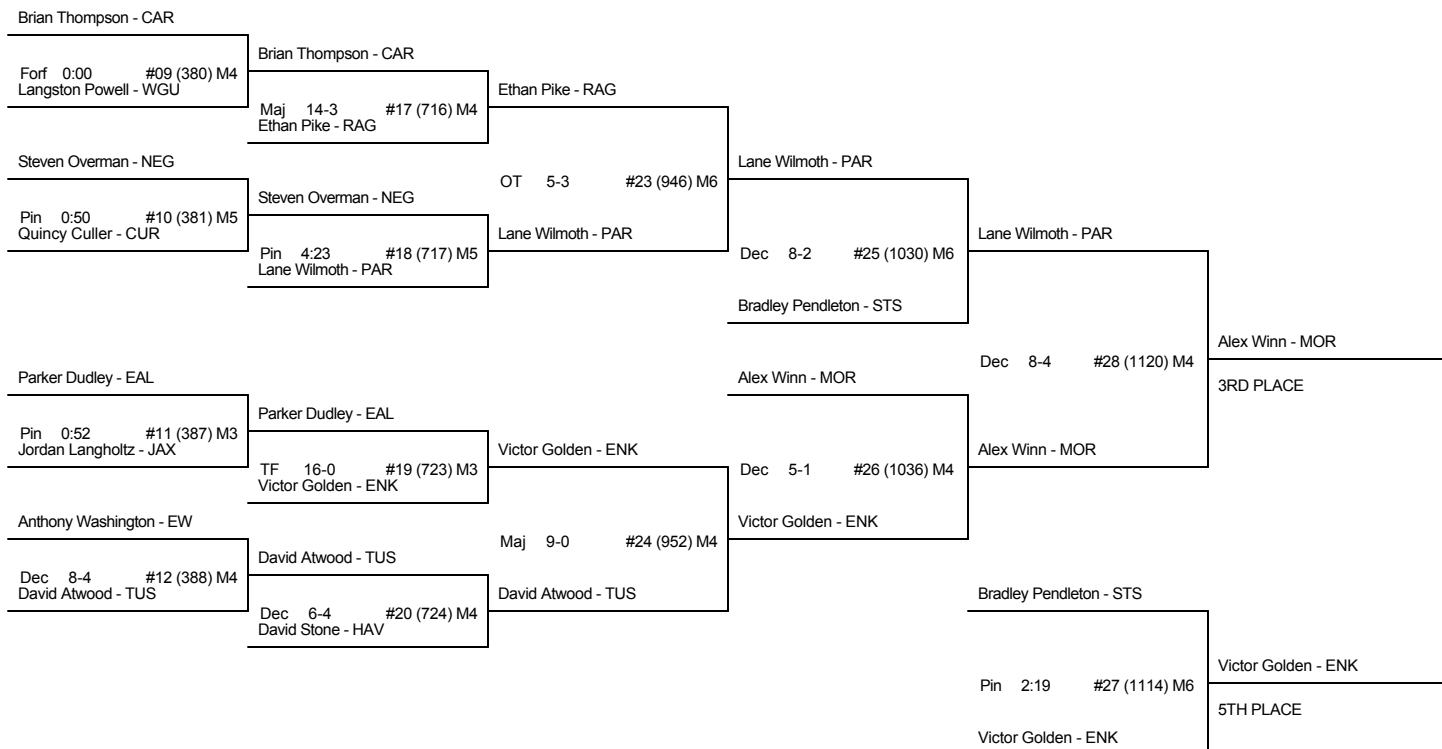 Brian Thompson - CAR
Forf 0:00 #09 (380) M4
Langston Powell - WGU
Steven Overman - NEG
Pin 0:50 #10 (381) M5
Quincy Culler - CUR
Parker Dudley - EAL
Pin 0:52 #11 (387) M3
Jordan Langholtz - JAX
Anthony Washington - EW
Dec 8-4 #12 (388) M4
David Atwood - TUS
Brian Thompson - CAR
Maj 14-3 #17 (716) M4
Ethan Pike - RAG
Steven Overman - NEG
Pin 4:23 #18 (717) M5
Lane Wilmoth - PAR
Parker Dudley - EAL
TF 16-0 #19 (723) M3
Victor Golden - ENK
David Atwood - TUS
Dec 6-4 #20 (724) M4
David Stone - HAV
Ethan Pike - RAG
OT 5-3 #23 (946) M6
Lane Wilmoth - PAR
Victor Golden - ENK
Maj 9-0 #24 (952) M4
David Atwood - TUS
Lane Wilmoth - PAR
Dec 8-2 #25 (1030) M6
Bradley Pendleton - STS
Alex Winn - MOR
Dec 5-1 #26 (1036) M4
Victor Golden - ENK
Lane Wilmoth - PAR
Dec 8-4 #28 (1120) M4
Alex Winn - MOR
Bradley Pendleton - STS
Pin 2:19 #27 (1114) M6
Victor Golden - ENK
Alex Winn - MOR
3RD PLACE
Victor Golden - ENK
5TH PLACE